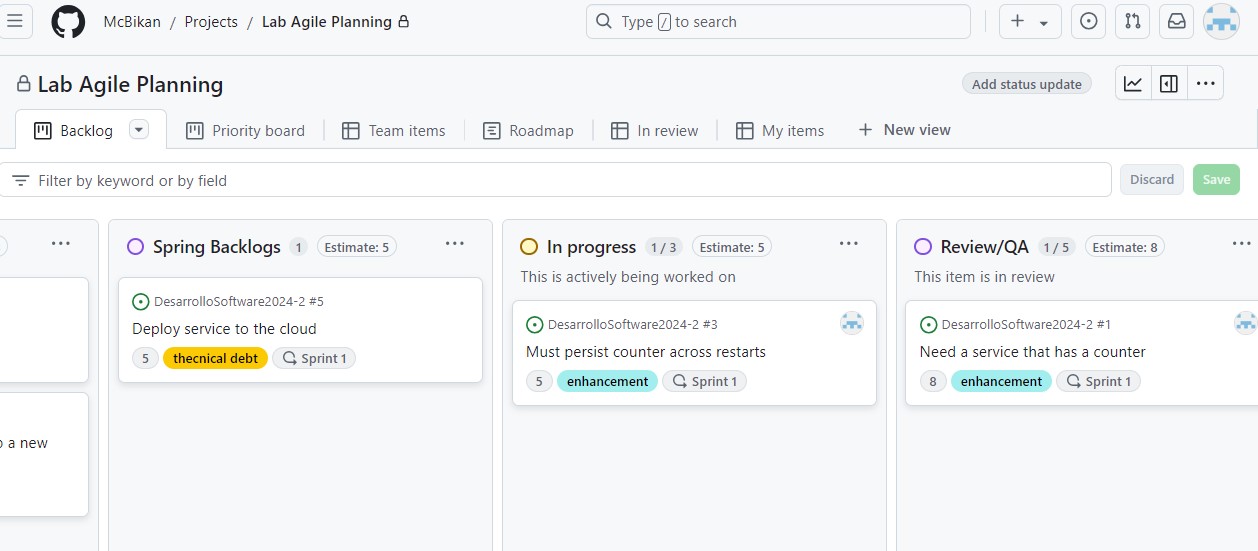 McBikan / Projects / Lab Agile Planning
Type / to search
Lab Agile Planning
Add status update
Backlog
Priority board
Team items
Roadmap
In review
My items
+ New view
Filter by keyword or by field
Discard
Save
a new
Spring Backlogs 1 Estimate: 5
DesarrolloSoftware2024-2 #5
Deploy service to the cloud
5 thecnical debt Sprint 1
In progress 1 / 3 Estimate: 5
This is actively being worked on
DesarrolloSoftware2024-2 #3
Must persist counter across restarts
5 enhancement Sprint 1
Review/QA 1 / 5 Estimate: 8
This item is in review
DesarrolloSoftware2024-2 #1
Need a service that has a counter
8 enhancement Sprint 1